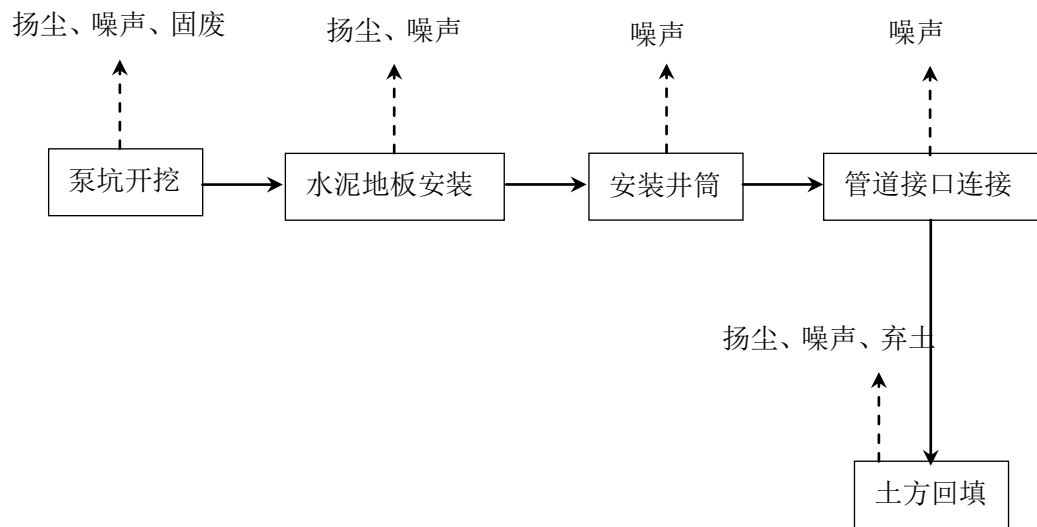 扬尘、噪声、固废
扬尘、噪声
噪声
噪声
泵坑开挖
水泥地板安装
安装井筒
管道接口连接
扬尘、噪声、弃土
土方回填